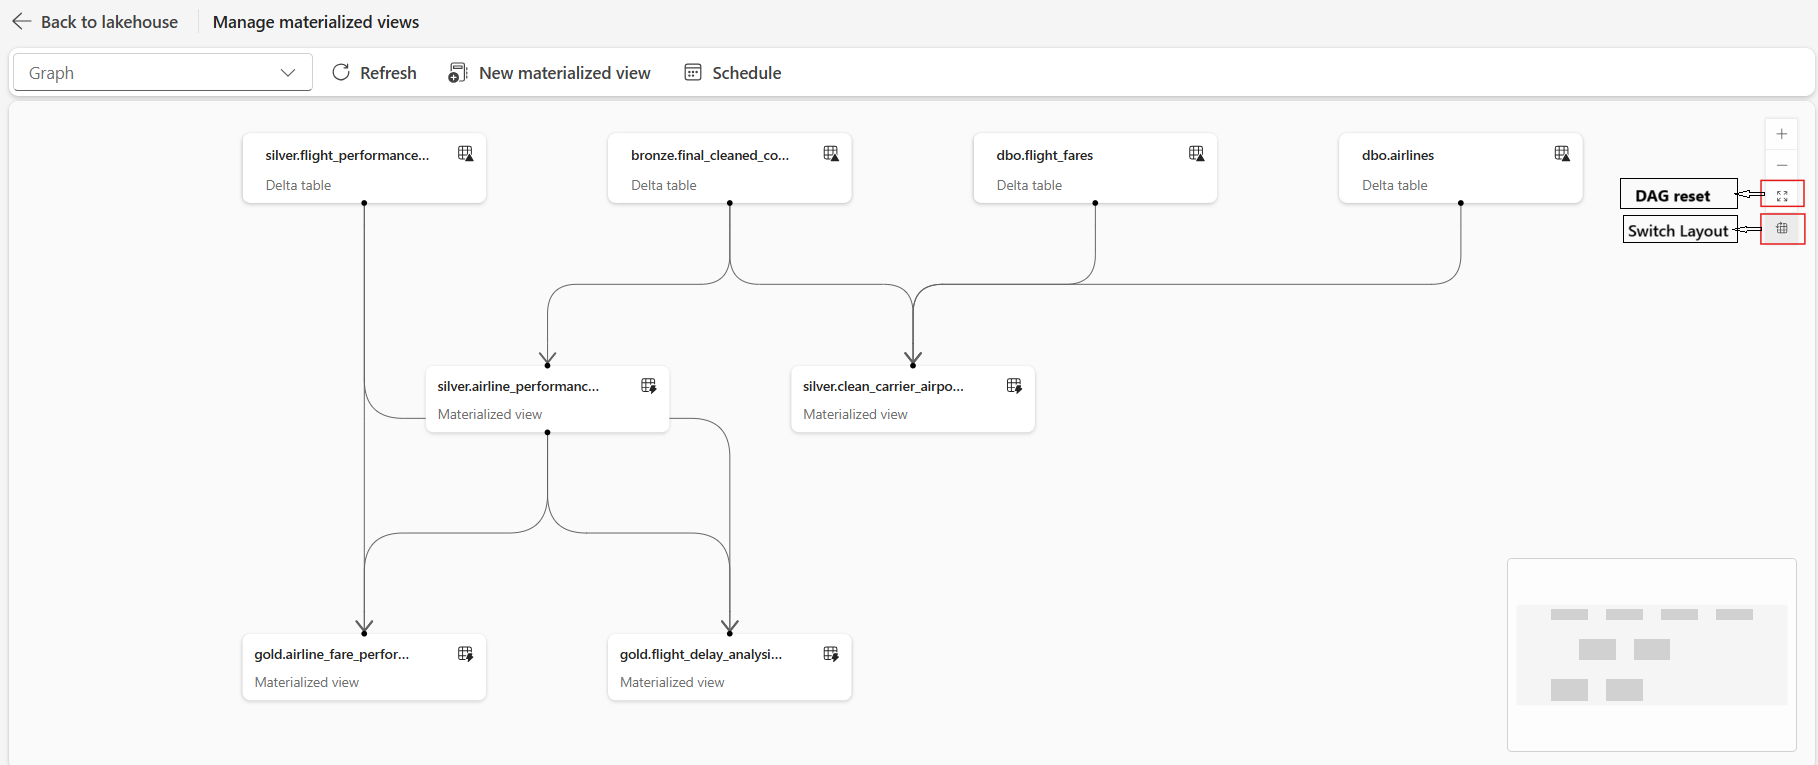 Back to lakehouse
Manage materialized views
Graph
Refresh
New materialized view
Schedule
silver.flight_performance...
Delta table
bronze.final_cleaned_co...
Delta table
dbo.flight_fares
Delta table
dbo.airlines
Delta table
DAG reset
Switch Layout
silver.airline_performanc...
Materialized view
silver.clean_carrier_airpo...
Materialized view
gold.airline_fare_perfor...
Materialized view
gold.flight_delay_analysi...
Materialized view